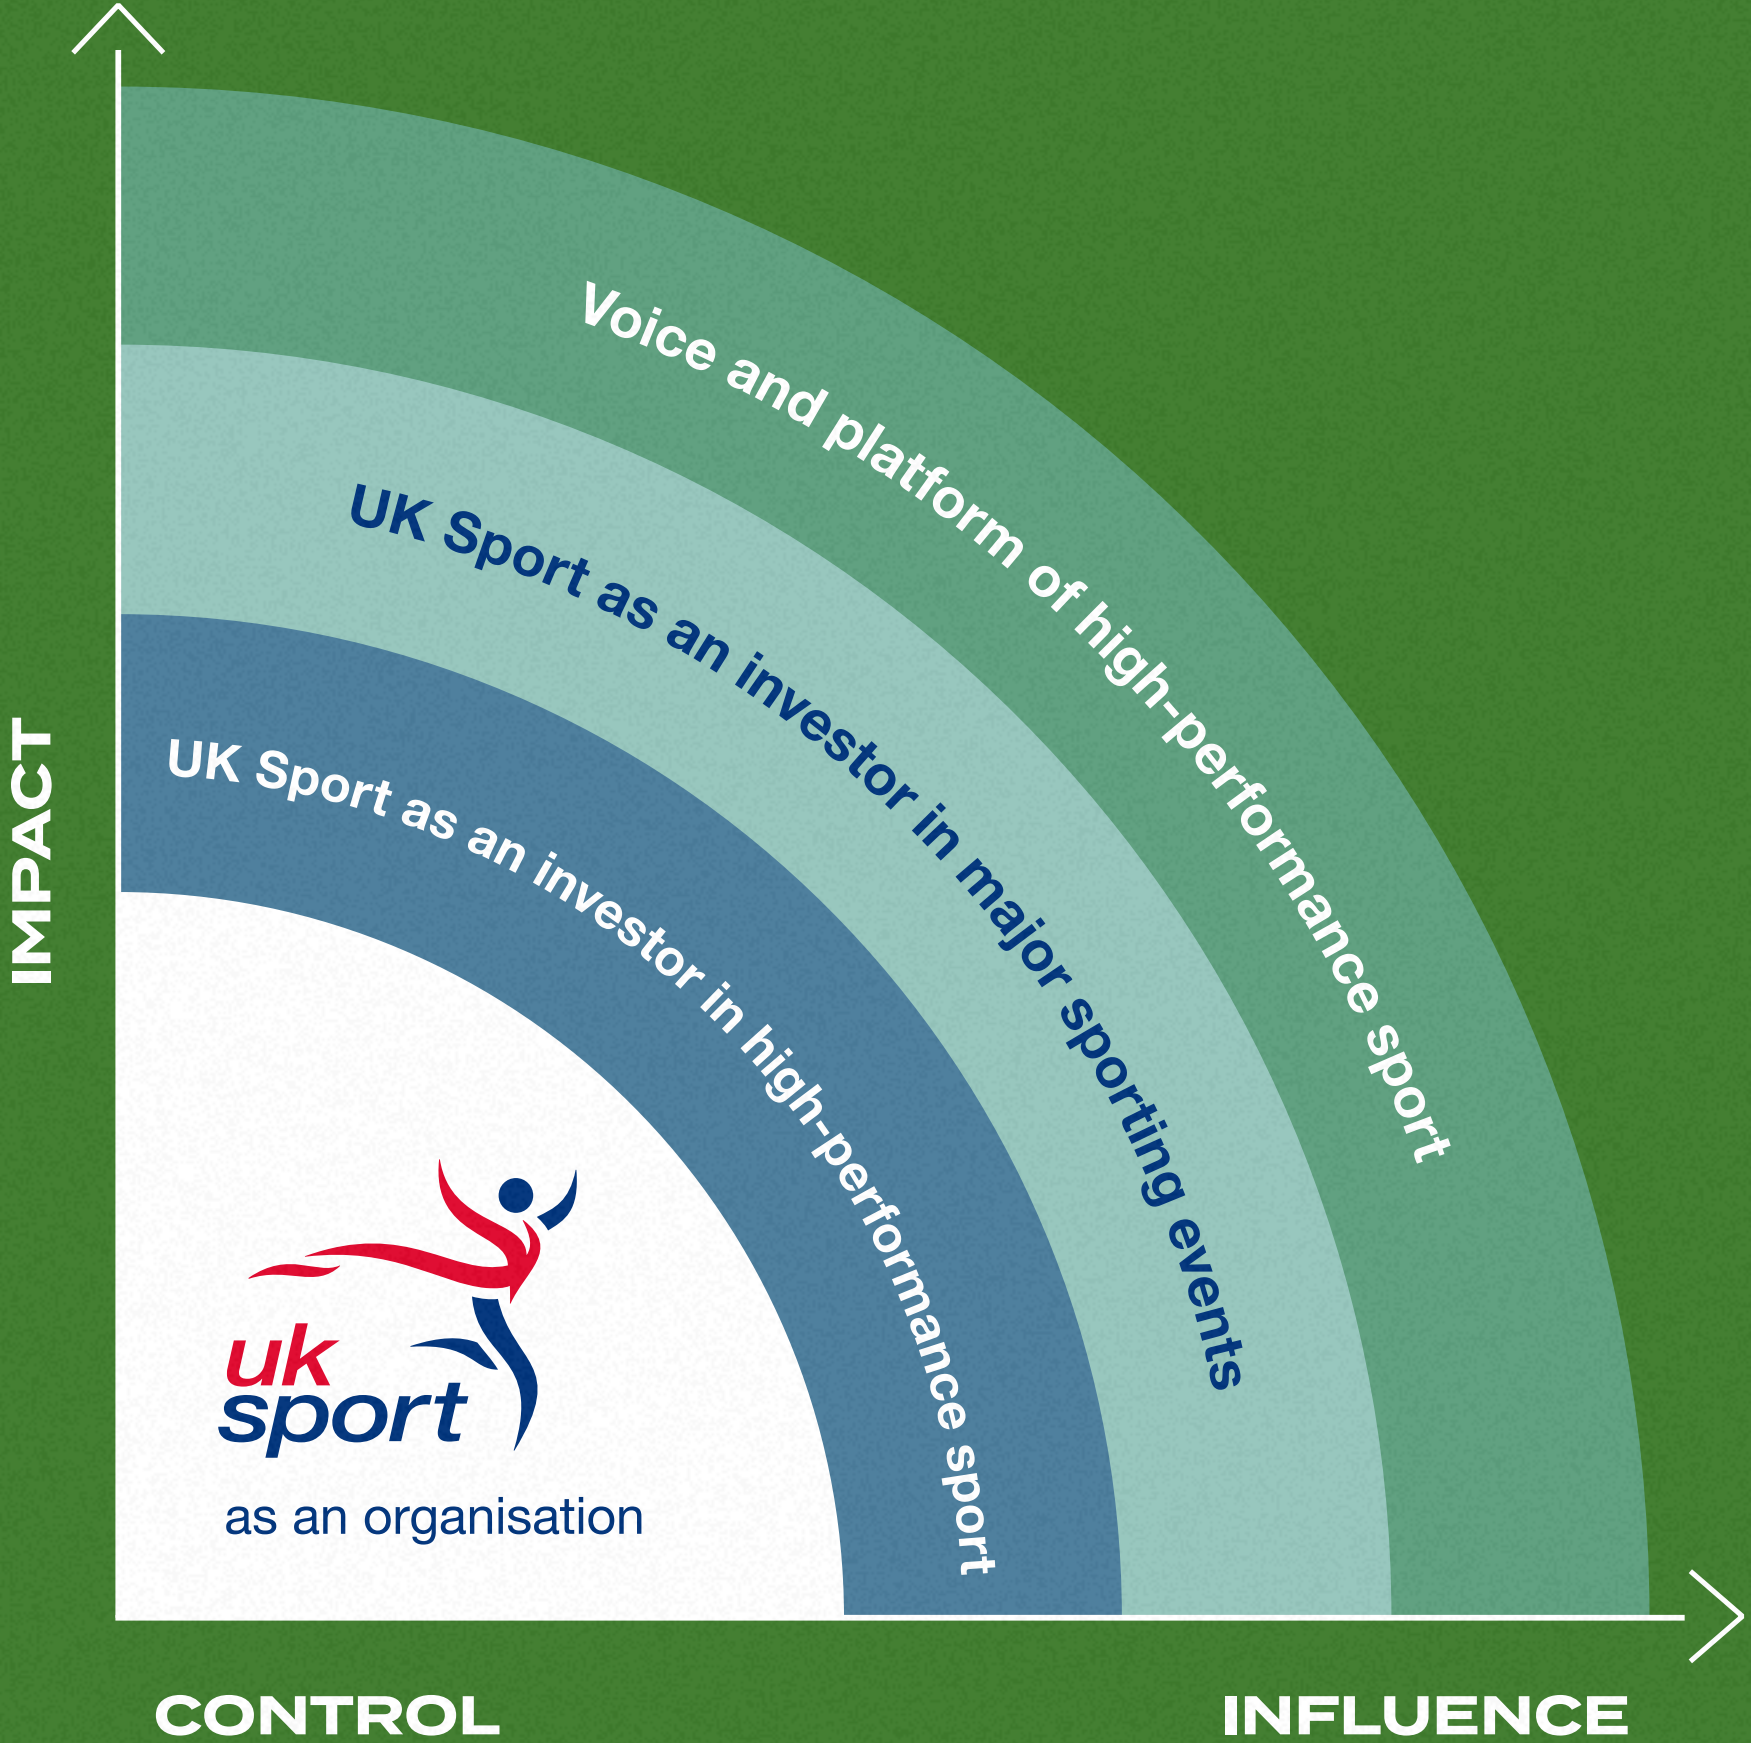 Voice and platform of high-performance sport
UK Sport as an investor in major sporting events
UK Sport as an investor in high-performance sport
IMPACT
uk
sport
as an organisation
CONTROL
INFLUENCE